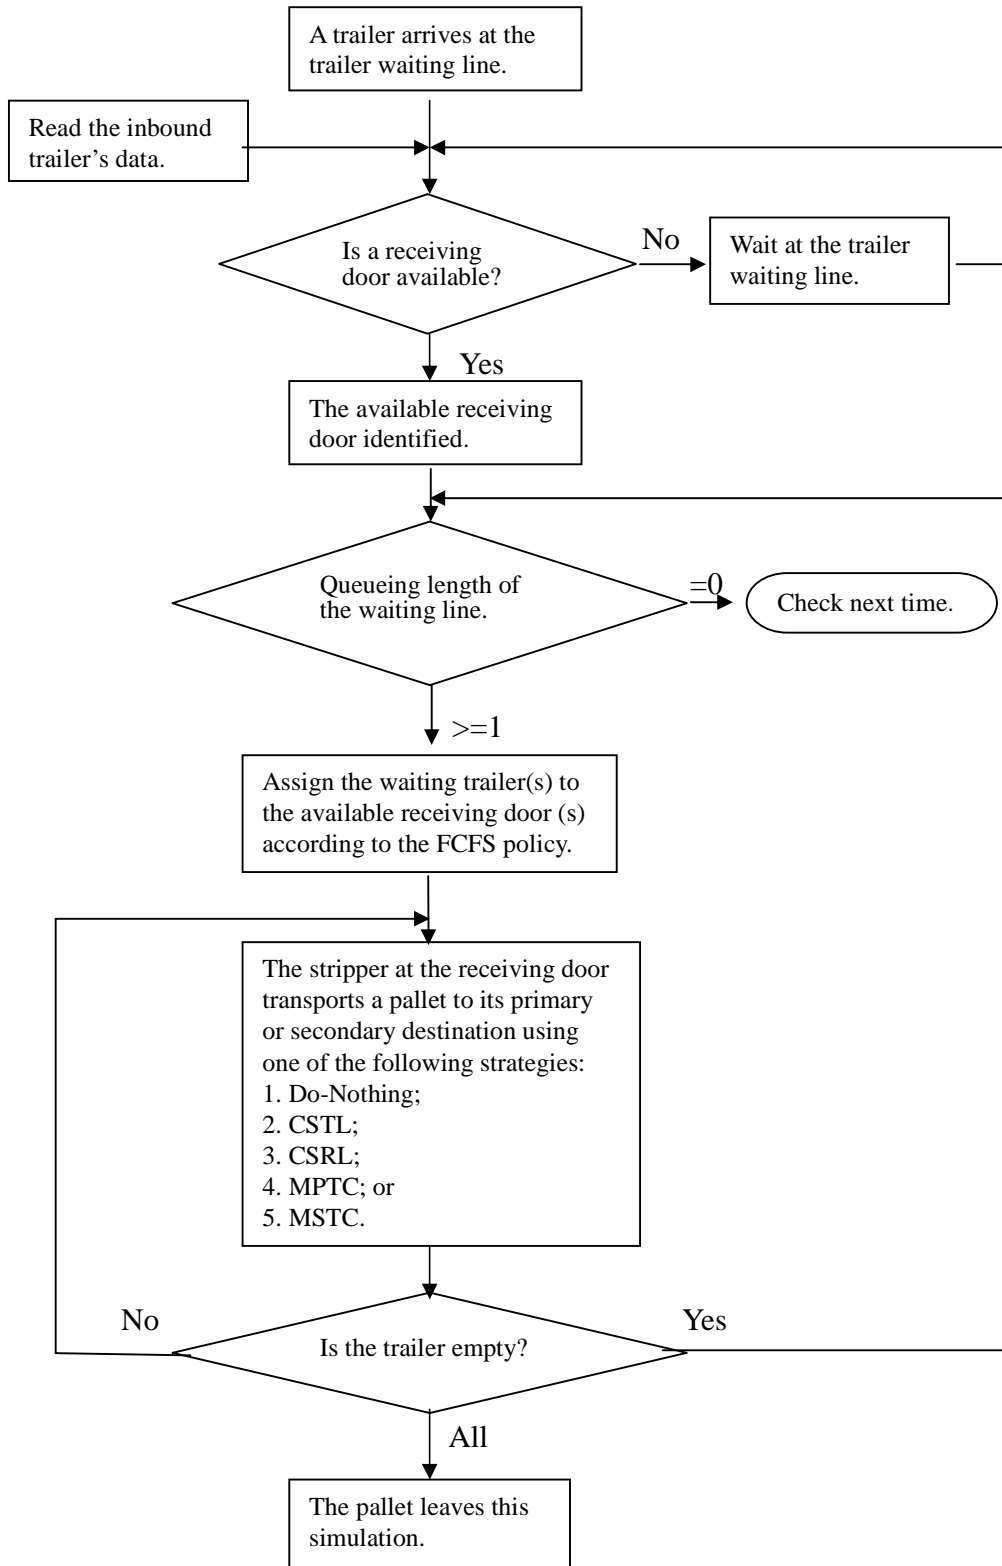 A trailer arrives at the
trailer waiting line.
Read the inbound
trailer’s data.
Is a receiving
door available?
No
Wait at the trailer
waiting line.
Yes
The available receiving
door identified.
Queueing length of
the waiting line.
=0
Check next time.
>=1
Assign the waiting trailer(s) to
the available receiving door (s)
according to the FCFS policy.
The stripper at the receiving door
transports a pallet to its primary
or secondary destination using
one of the following strategies:
1. Do-Nothing;
2. CSTL;
3. CSRL;
4. MPTC; or
5. MSTC.
No
Is the trailer empty?
Yes
All
The pallet leaves this
simulation.